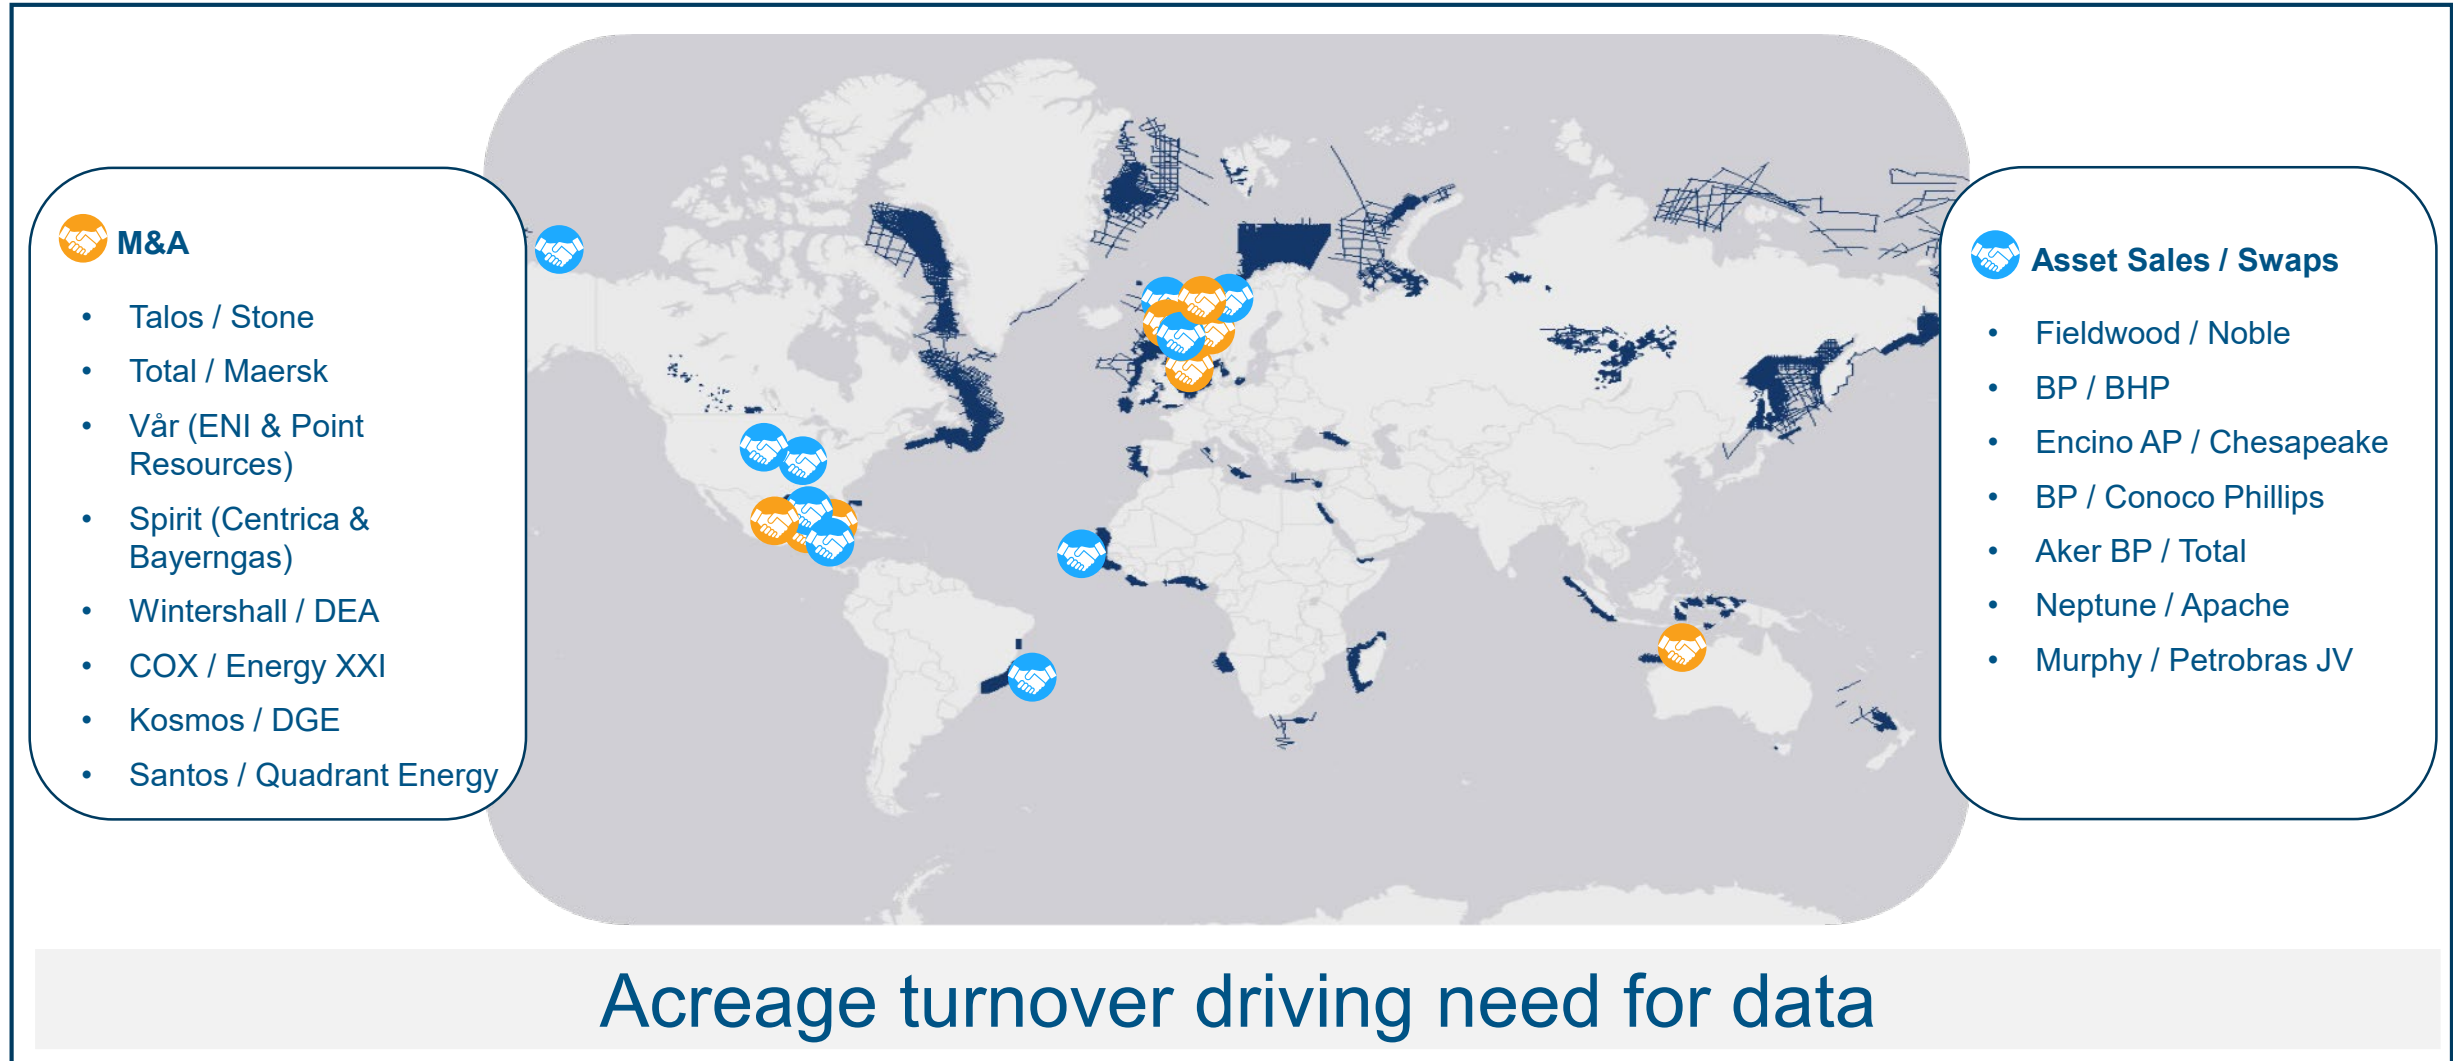 M&A
• Talos / Stone
• Total / Maersk
• Vår (ENI & Point
Resources)
• Spirit (Centrica &
Bayerngas)
• Wintershall / DEA
• COX / Energy XXI
• Kosmos / DGE
• Santos / Quadrant Energy
Asset Sales / Swaps
• Fieldwood / Noble
• BP / BHP
• Encino AP / Chesapeake
• BP / Conoco Phillips
• Aker BP / Total
• Neptune / Apache
• Murphy / Petrobras JV
Acreage turnover driving need for data